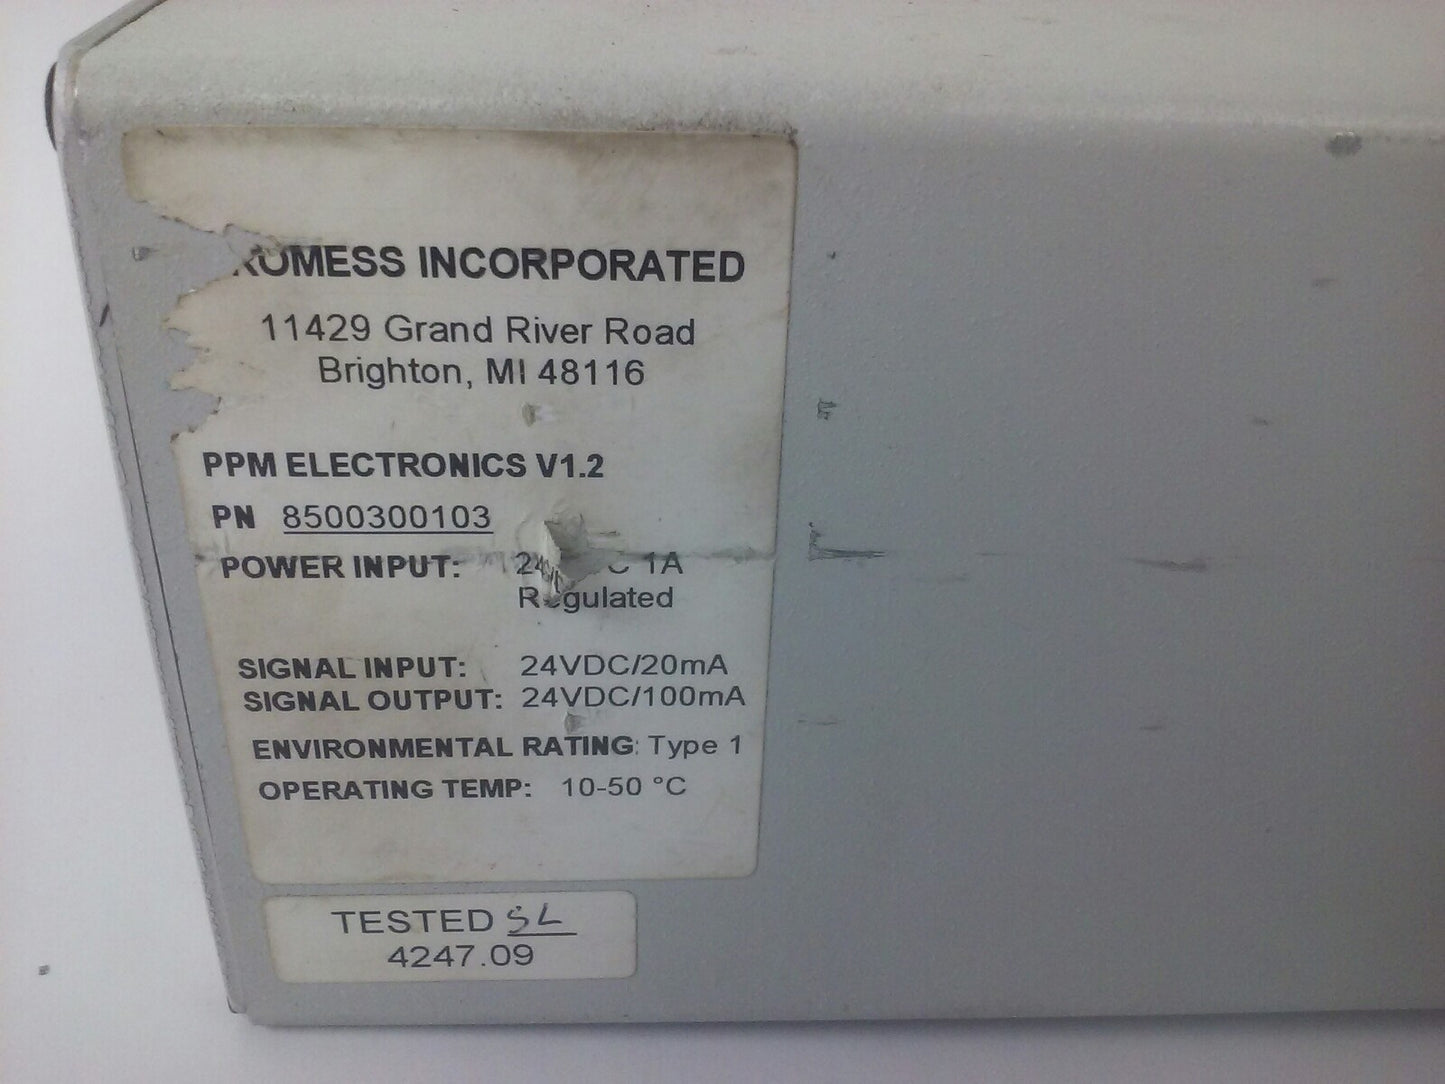 ROMESS INCORPORATED
11429 Grand River Road
Brighton, MI 48116
PPM ELECTRONICS V1.2
PN 8500300103
POWER INPUT: 1A
Regulated
SIGNAL INPUT: 24VDC/20mA
SIGNAL OUTPUT: 24VDC/100mA
ENVIRONMENTAL RATING: Type 1
OPERATING TEMP: 10-50 °C
TESTED SL
4247.09